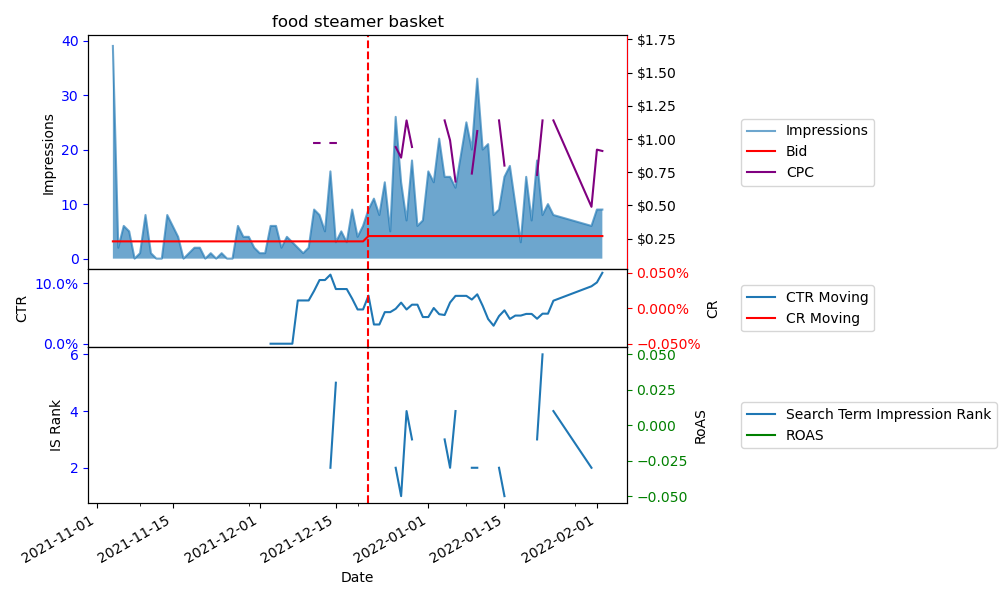 food steamer basket
40
30
20
10
0
Impressions
$1.75
$1.50
$1.25
$1.00
$0.75
$0.50
$0.25
Impressions
Bid
CPC
10.0%
0.0%
CTR
0.050%
0.000%
−0.050%
CR
CTR Moving
CR Moving
6
4
2
IS Rank
0.050
0.025
0.000
−0.025
−0.050
RoAS
Search Term Impression Rank
ROAS
2021-11-01
2021-11-15
2021-12-01
2021-12-15
2022-01-01
2022-01-15
2022-02-01
Date